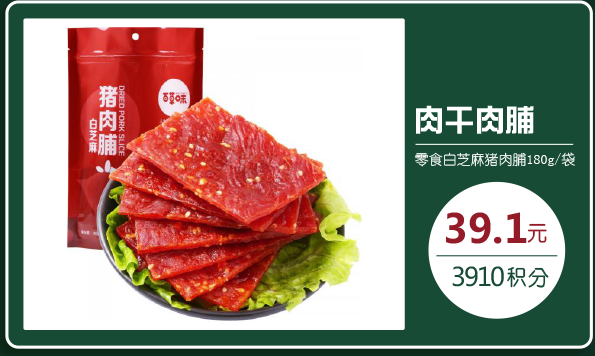 百草味
猪肉脯
DRIED PORK SLICE
白芝麻
肉干肉脯
零食白芝麻猪肉脯180g/袋
39.1元
3910积分